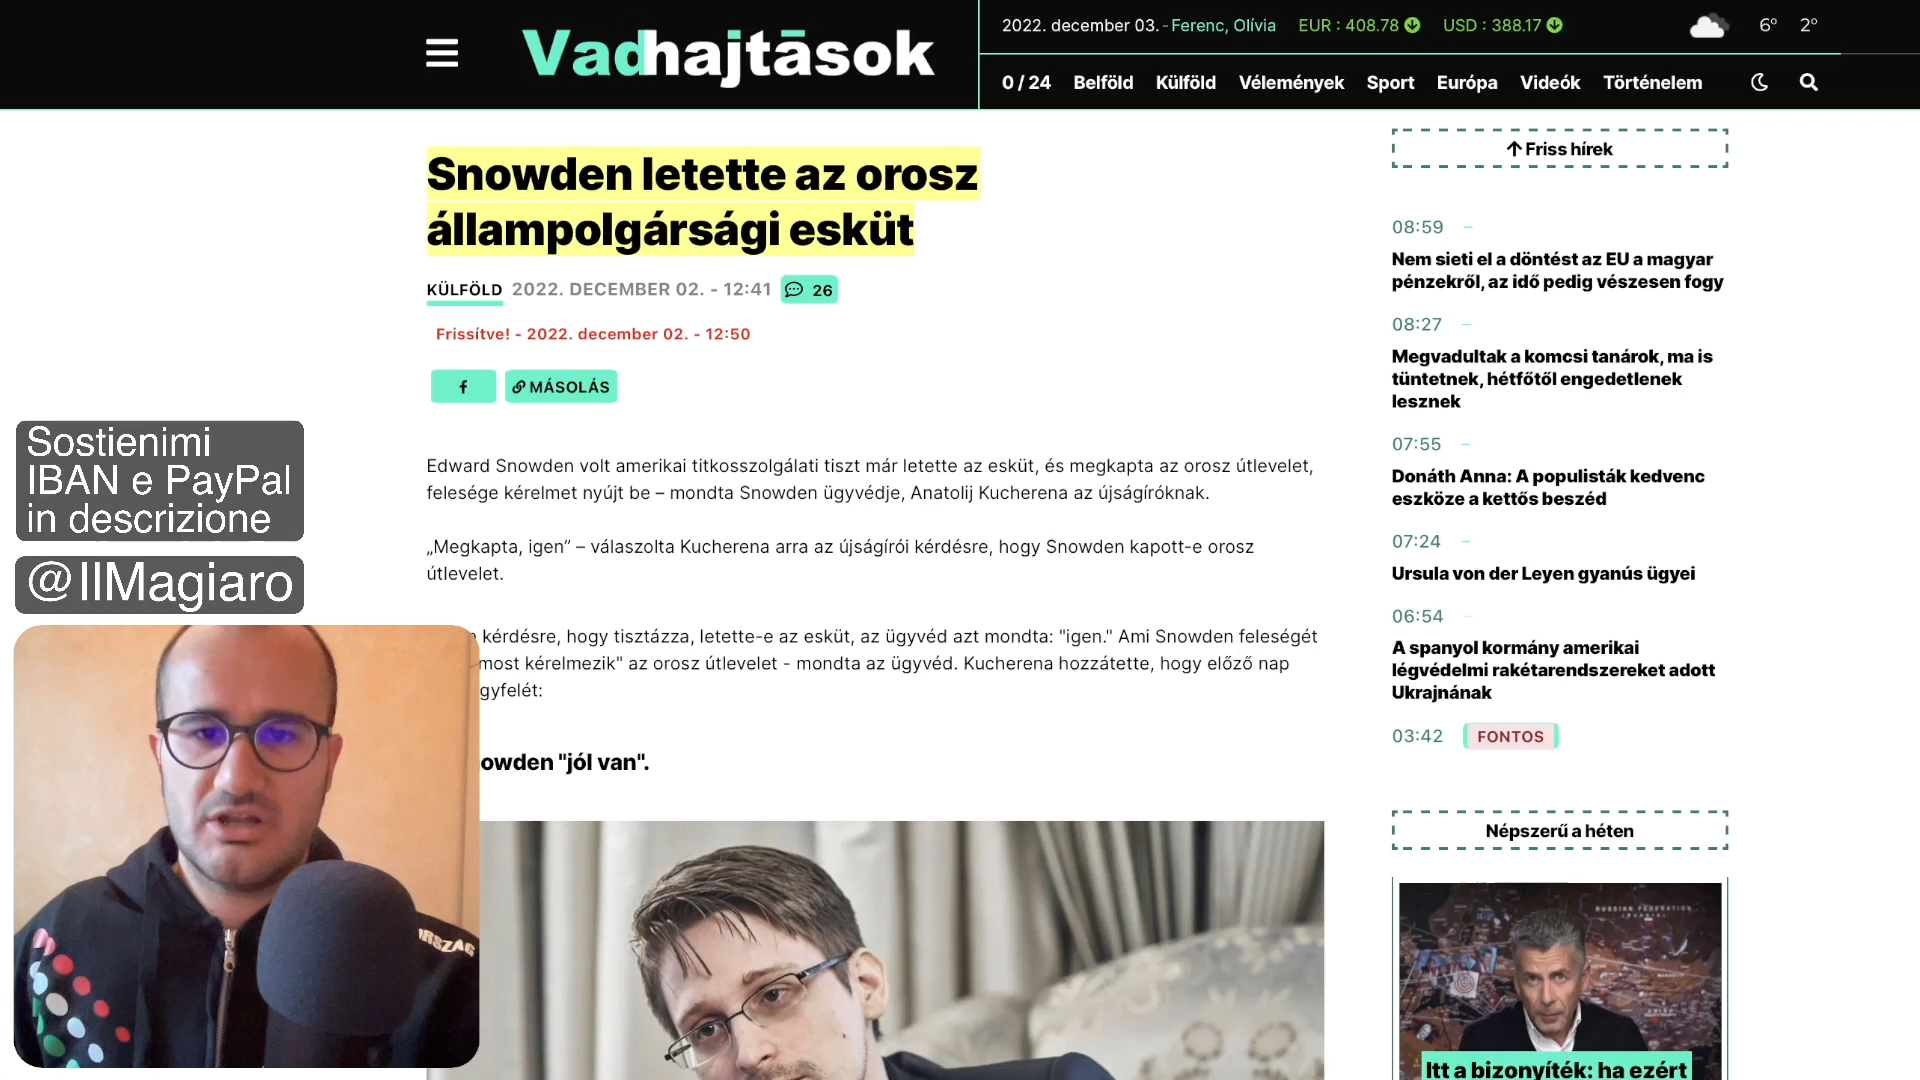 Vadhajtāsok
2022. december 03. - Ferenc, Olívia EUR : 408.78 USD : 388.17 6° 2°
0 / 24 Belföld Külföld Vélemények Sport Európa Videók Történelem
Snowden letette az orosz
állampolgársági esküt
KÜLFÖLD 2022. DECEMBER 02. - 12:41 26
Frissítve! - 2022. december 02. - 12:50
f MÁSOLÁS
Edward Snowden volt amerikai titkosszolgálati tiszt már letette az esküt, és megkapta az orosz útlevelet,
felesége kérelmet nyújt be – mondta Snowden ügyvédje, Anatolij Kucherena az újságíróknak.
„Megkapta, igen” – válaszolta Kucherena arra az újságírói kérdésre, hogy Snowden kapott-e orosz
útlevelet.
kérdésre, hogy tisztázza, letette-e az esküt, az ügyvéd azt mondta: "igen." Ami Snowden feleségét
most kérelmezik" az orosz útlevelet - mondta az ügyvéd. Kucherena hozzátette, hogy előző nap
gyfelét:
owden "jól van".
Sostienimi
IBAN e PayPal
in descrizione
@IlMagiaro
RSZÁG
Friss hírek
08:59 –
Nem sieti el a döntést az EU a magyar
pénzekről, az idő pedig vészesen fogy
08:27 –
Megvadultak a komcsi tanárok, ma is
tüntetnek, hétfőtől engedetlenek
lesznek
07:55 –
Donáth Anna: A populisták kedvenc
eszköze a kettős beszéd
07:24 –
Ursula von der Leyen gyanús ügyei
06:54 –
A spanyol kormány amerikai
légvédelmi rakétarendszereket adott
Ukrajnának
03:42 FONTOS
Népszerű a héten
RUSSIAN FEDERATION
Itt a bizonyíték: ha ezért